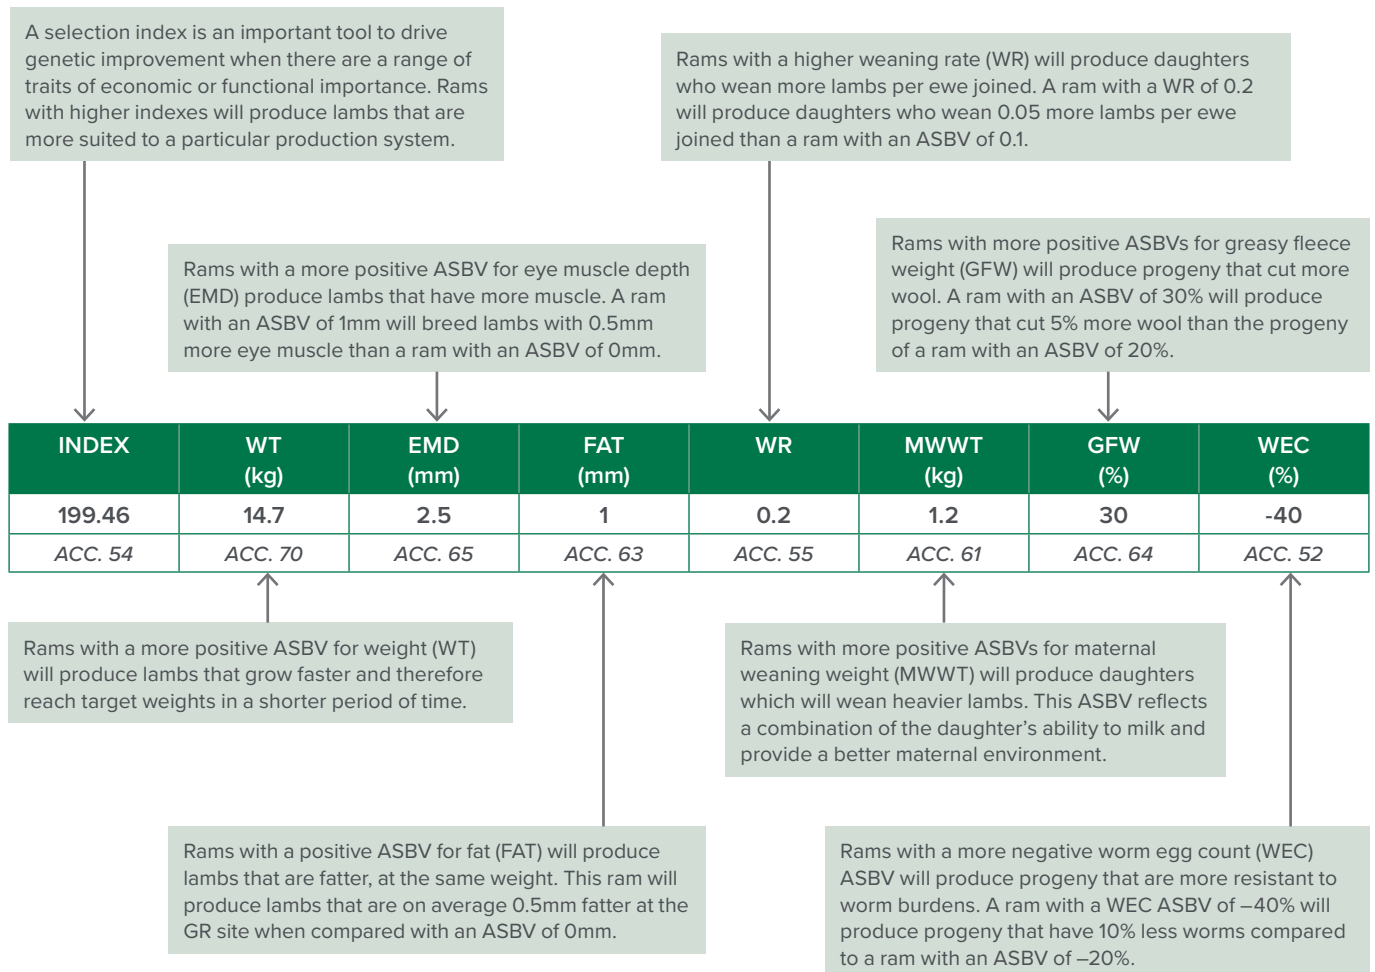 A selection index is an important tool to drive
genetic improvement when there are a range of
traits of economic or functional importance. Rams
with higher indexes will produce lambs that are
more suited to a particular production system.
Rams with a higher weaning rate (WR) will produce daughters
who wean more lambs per ewe joined. A ram with a WR of 0.2
will produce daughters who wean 0.05 more lambs per ewe
joined than a ram with an ASBV of 0.1.
Rams with a more positive ASBV for eye muscle depth
(EMD) produce lambs that have more muscle. A ram
with an ASBV of 1mm will breed lambs with 0.5mm
more eye muscle than a ram with an ASBV of 0mm.
Rams with more positive ASBVs for greasy fleece
weight (GFW) will produce progeny that cut more
wool. A ram with an ASBV of 30% will produce
progeny that cut 5% more wool than the progeny
of a ram with an ASBV of 20%.
INDEX WT EMD FAT WR MWWT GFW WEC
(kg) (mm) (mm) (kg) (%) (%)
199.46 14.7 2.5 1 0.2 1.2 30 -40
ACC. 54 ACC. 70 ACC. 65 ACC. 63 ACC. 55 ACC. 61 ACC. 64 ACC. 52
Rams with a more positive ASBV for weight (WT)
will produce lambs that grow faster and therefore
reach target weights in a shorter period of time.
Rams with more positive ASBVs for maternal
weaning weight (MWWT) will produce daughters
which will wean heavier lambs. This ASBV reflects
a combination of the daughter’s ability to milk and
provide a better maternal environment.
Rams with a positive ASBV for fat (FAT) will produce
lambs that are fatter, at the same weight. This ram will
produce lambs that are on average 0.5mm fatter at the
GR site when compared with an ASBV of 0mm.
Rams with a more negative worm egg count (WEC)
ASBV will produce progeny that are more resistant to
worm burdens. A ram with a WEC ASBV of –40% will
produce progeny that have 10% less worms compared
to a ram with an ASBV of –20%.